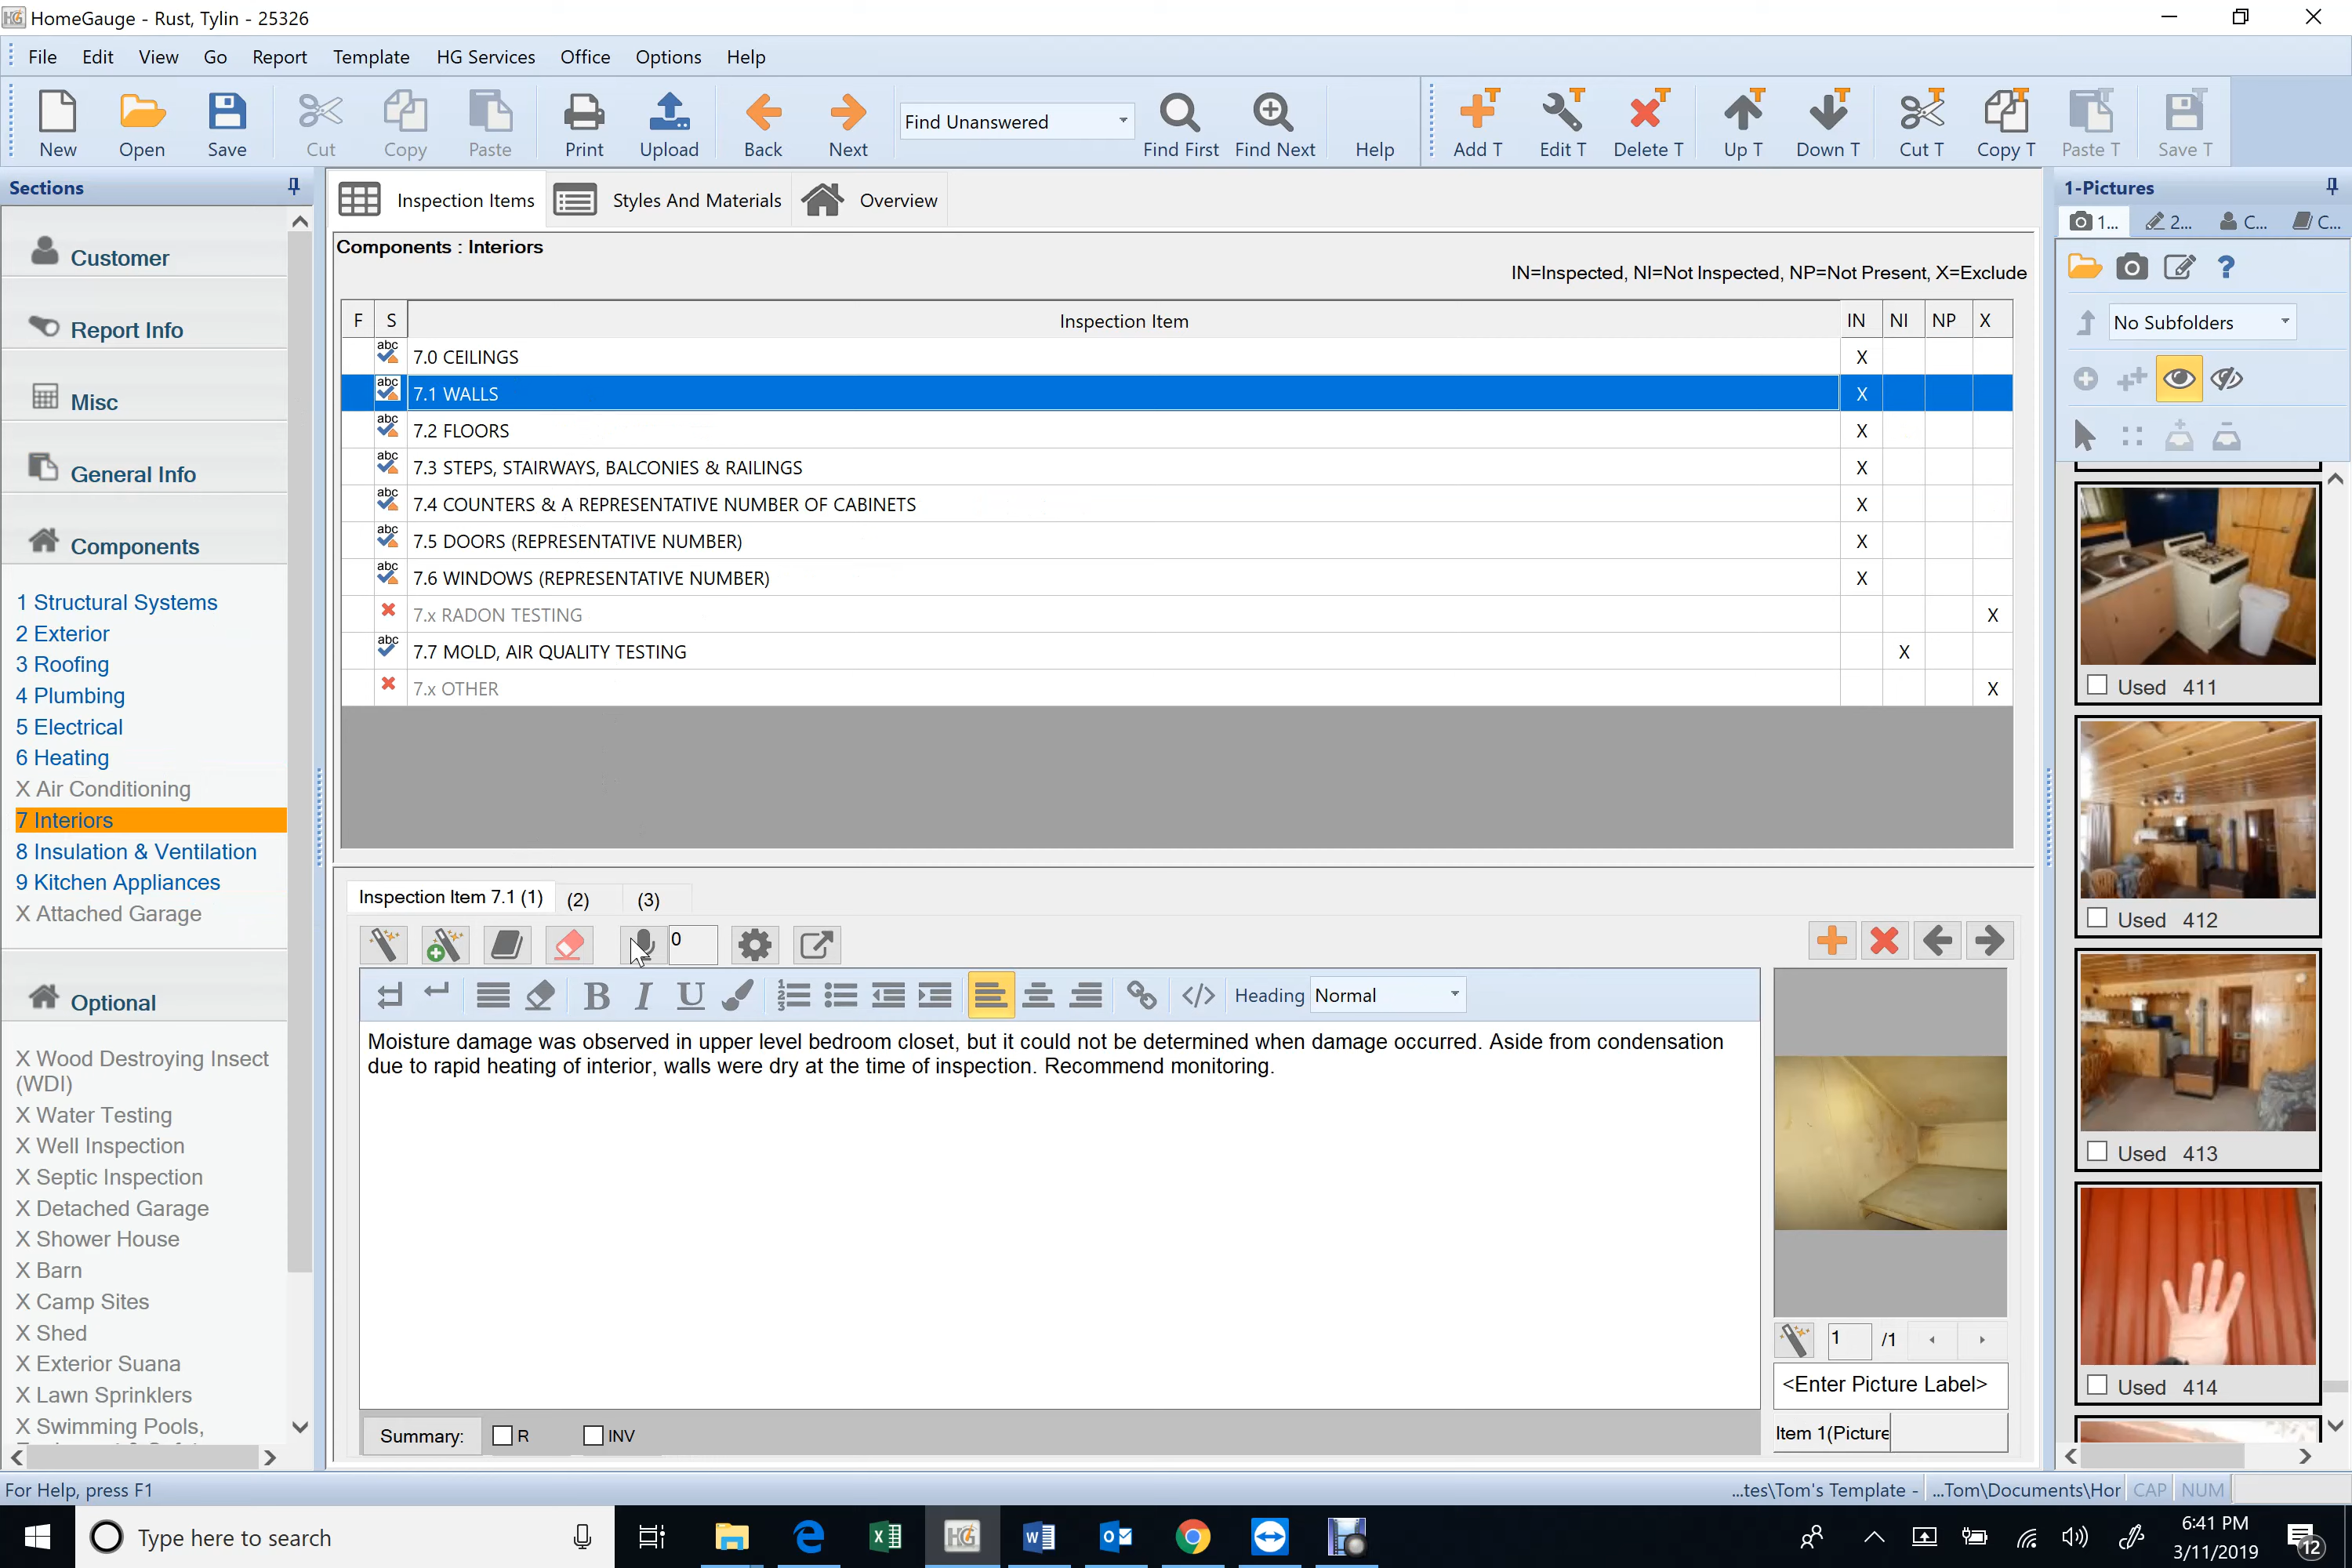 HG HomeGauge - Rust, Tylin - 25326
File Edit View Go Report Template HG Services Office Options Help
New Open Save Cut Copy Paste Print Upload Back Next Find Unanswered Find First Find Next Help Add T Edit T Delete T Up T Down T Cut T Copy T Paste T Save T
Sections
Customer
Report Info
Misc
General Info
Components
1 Structural Systems
2 Exterior
3 Roofing
4 Plumbing
5 Electrical
6 Heating
X Air Conditioning
7 Interiors
8 Insulation & Ventilation
9 Kitchen Appliances
X Attached Garage
Optional
X Wood Destroying Insect
(WDI)
X Water Testing
X Well Inspection
X Septic Inspection
X Detached Garage
X Shower House
X Barn
X Camp Sites
X Shed
X Exterior Suana
X Lawn Sprinklers
X Swimming Pools,
Inspection Items Styles And Materials Overview
Components : Interiors
IN=Inspected, NI=Not Inspected, NP=Not Present, X=Exclude
F S Inspection Item IN NI NP X
abc 7.0 CEILINGS X
abc 7.1 WALLS X
abc 7.2 FLOORS X
abc 7.3 STEPS, STAIRWAYS, BALCONIES & RAILINGS X
abc 7.4 COUNTERS & A REPRESENTATIVE NUMBER OF CABINETS X
abc 7.5 DOORS (REPRESENTATIVE NUMBER) X
abc 7.6 WINDOWS (REPRESENTATIVE NUMBER) X
7.x RADON TESTING X
abc 7.7 MOLD, AIR QUALITY TESTING X
7.x OTHER X
Inspection Item 7.1 (1) (2) (3)
0
B I U Heading Normal
Moisture damage was observed in upper level bedroom closet, but it could not be determined when damage occurred. Aside from condensation
due to rapid heating of interior, walls were dry at the time of inspection. Recommend monitoring.
Summary: R INV
1 /1
<Enter Picture Label>
Item 1(Picture
1-Pictures
1... 2... C... C...
No Subfolders
Used 411
Used 412
Used 413
Used 414
For Help, press F1
...tes\Tom's Template - ...Tom\Documents\Hor CAP NUM
Type here to search
6:41 PM
3/11/2019
12